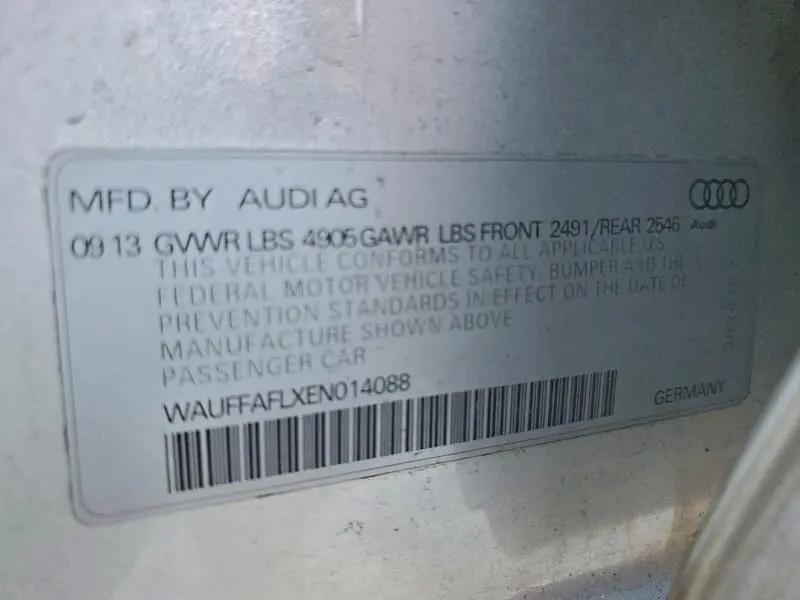 MFD. BY AUDI AG
Audi
09 13 GVWR LBS 4905 GAWR LBS FRONT 2491/REAR 2546
THIS VEHICLE CONFORMS TO ALL APPLICABLE U.S.
FEDERAL MOTOR VEHICLE SAFETY, BUMPER AND THEFT
PREVENTION STANDARDS IN EFFECT ON THE DATE OF
MANUFACTURE SHOWN ABOVE
PASSENGER CAR
WAUFFAFLXEN014088
GERMANY